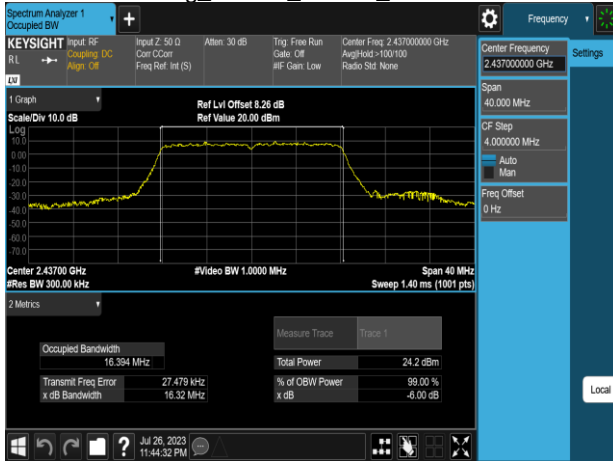 Spectrum Analyzer 1
Occupied BW
+
Frequency
KEYSIGHT
Input: RF
Coupling: DC
Align: Off
Input Z: 50 Ω
Corr CCorr
Freq Ref: Int (S)
Atten: 30 dB
Trig: Free Run
Gate: Off
#IF Gain: Low
Center Freq: 2.437000000 GHz
Avg|Hold:>100/100
Radio Std: None
R L
LXI
Center Frequency
2.437000000 GHz
Settings
Span
40.000 MHz
CF Step
4.000000 MHz
Auto
Man
Freq Offset
0 Hz
1 Graph
Scale/Div 10.0 dB
Ref Lvl Offset 8.26 dB
Ref Value 20.00 dBm
Log
10.0
0.00
-10.0
-20.0
-30.0
-40.0
-50.0
-60.0
-70.0
Center 2.43700 GHz
#Video BW 1.0000 MHz
Span 40 MHz
#Res BW 300.00 kHz
Sweep 1.40 ms (1001 pts)
2 Metrics
Measure Trace
Trace 1
Occupied Bandwidth
16.394 MHz
Total Power
24.2 dBm
Transmit Freq Error
27.479 kHz
% of OBW Power
99.00 %
x dB Bandwidth
16.32 MHz
x dB
-6.00 dB
Local
?
Jul 26, 2023
11:44:32 PM